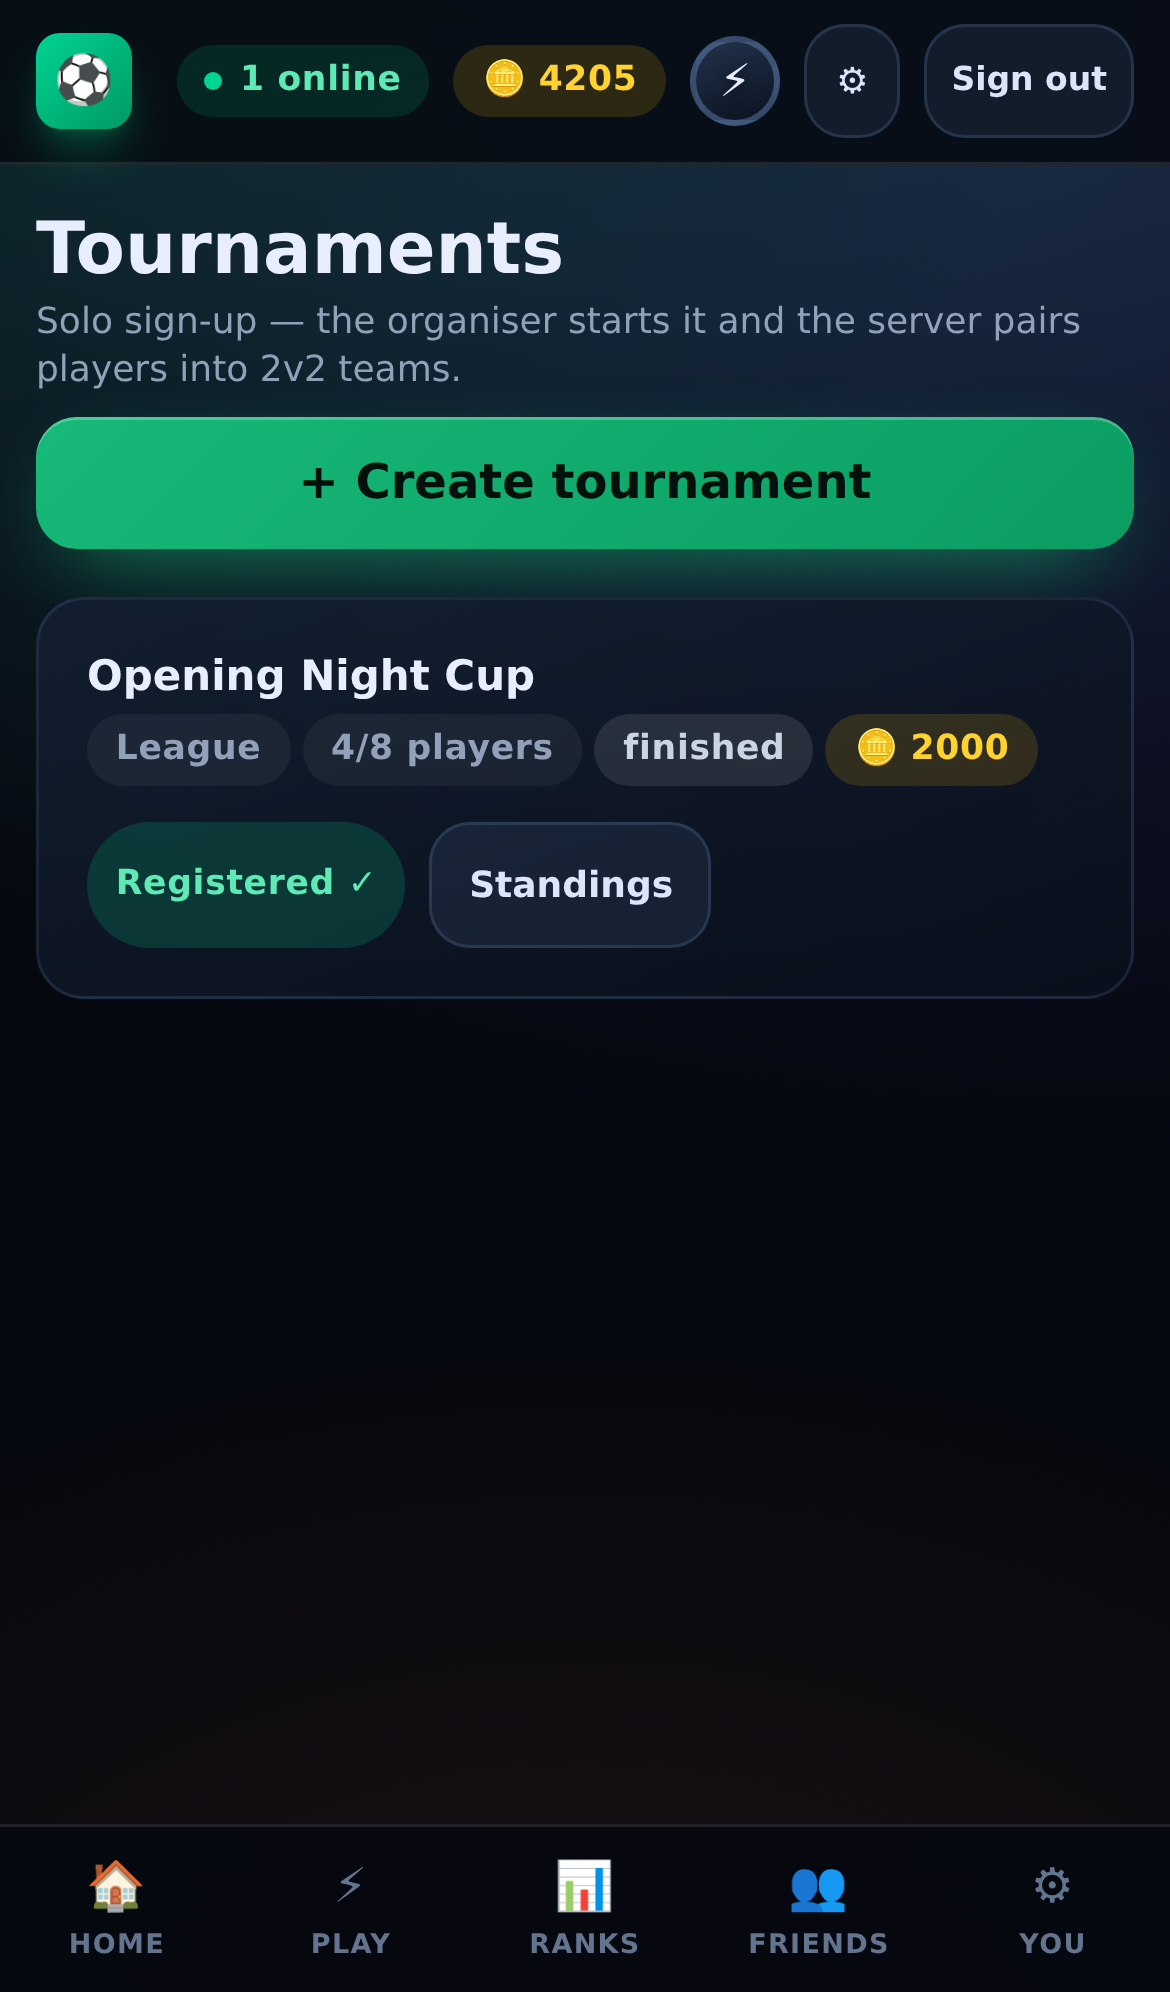 1 online
🪙 4205
⚡
⚙
Sign out
Tournaments
Solo sign-up — the organiser starts it and the server pairs
players into 2v2 teams.
+ Create tournament
Opening Night Cup
League
4/8 players
finished
🪙 2000
Registered ✓
Standings
HOME
PLAY
RANKS
FRIENDS
YOU